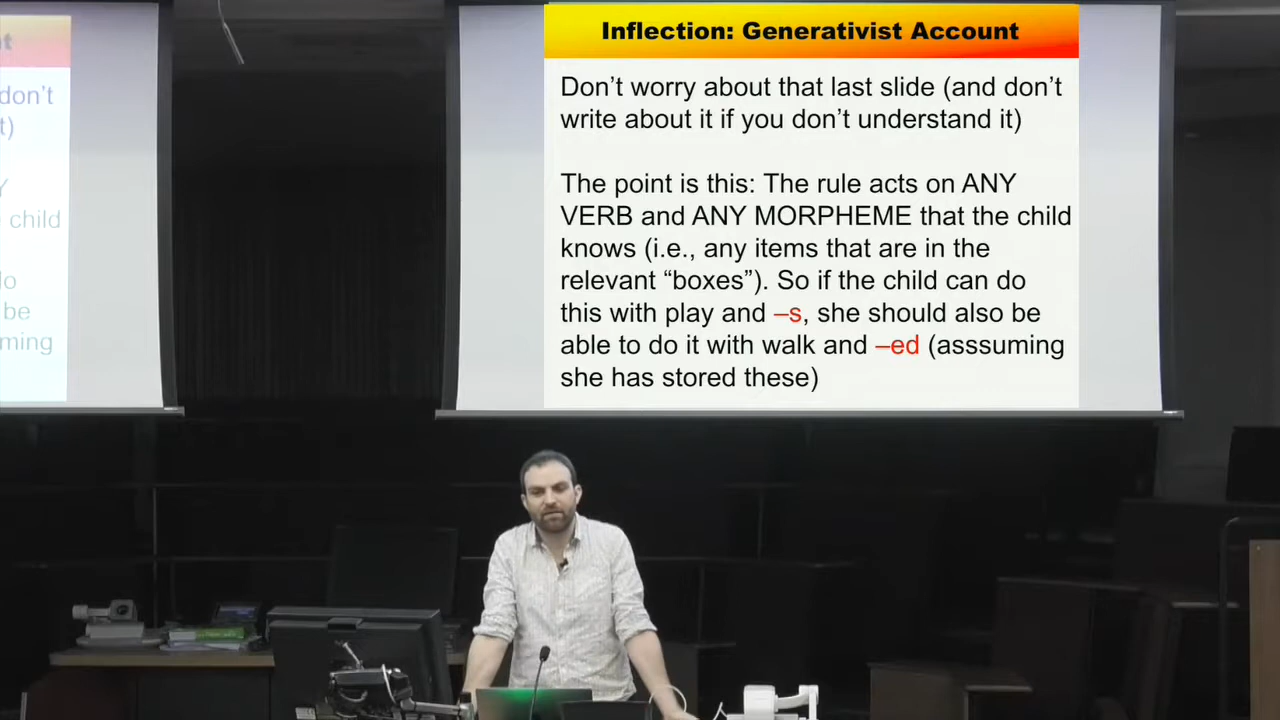 Inflection: Generativist Account
Don’t worry about that last slide (and don’t
write about it if you don’t understand it)
The point is this: The rule acts on ANY
VERB and ANY MORPHEME that the child
knows (i.e., any items that are in the
relevant “boxes”). So if the child can do
this with play and –s, she should also be
able to do it with walk and –ed (asssuming
she has stored these)
t
don’t
t)
Y
child
do
be
ming